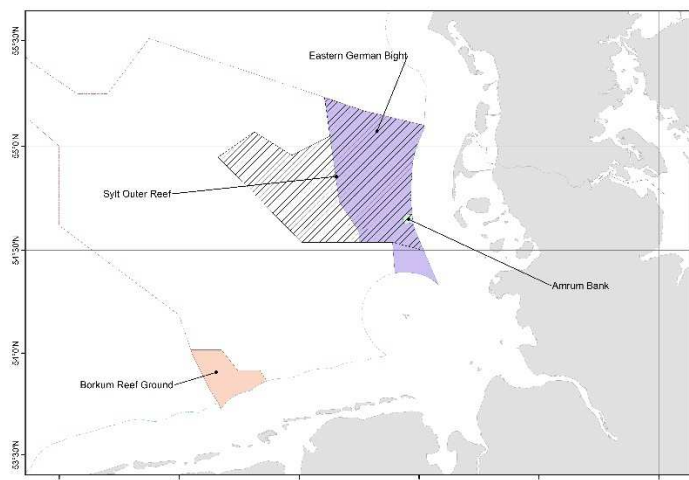 55°30'N
Eastern German Bight
55°0'N
Sylt Outer Reef
54°30'N
Amrum Bank
54°0'N
Borkum Reef Ground
53°30'N